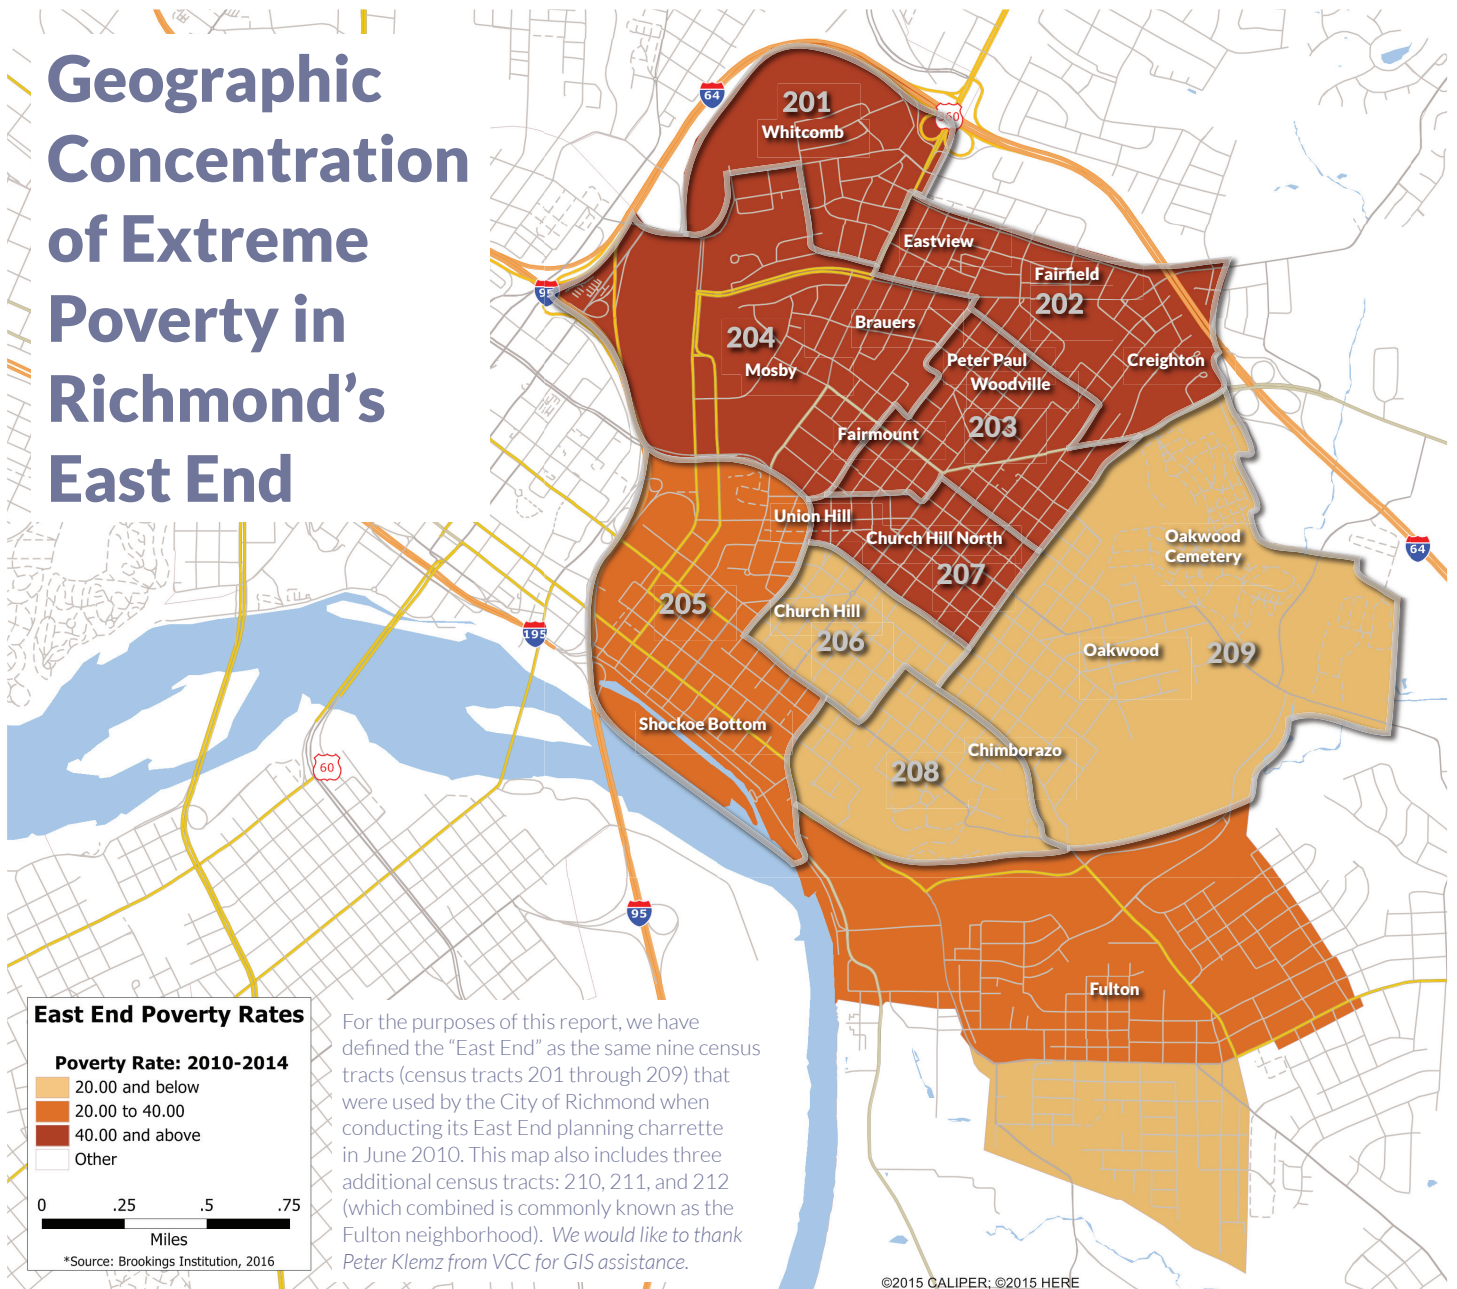 Geographic
Concentration
of Extreme
Poverty in
Richmond’s
East End
64
201
Whitcomb
360
Eastview
Fairfield
202
95
Brauers
204
Mosby
Peter Paul
Woodville
Creighton
203
Fairmount
Union Hill
Church Hill North
207
Oakwood
Cemetery
64
205
Church Hill
206
195
Oakwood
209
Shockoe Bottom
Chimborazo
208
60
95
Fulton
East End Poverty Rates
Poverty Rate: 2010-2014
20.00 and below
20.00 to 40.00
40.00 and above
Other
0 .25 .5 .75
Miles
*Source: Brookings Institution, 2016
For the purposes of this report, we have
defined the “East End” as the same nine census
tracts (census tracts 201 through 209) that
were used by the City of Richmond when
conducting its East End planning charrette
in June 2010. This map also includes three
additional census tracts: 210, 211, and 212
(which combined is commonly known as the
Fulton neighborhood). We would like to thank
Peter Klemz from VCC for GIS assistance.
©2015 CALIPER; ©2015 HERE